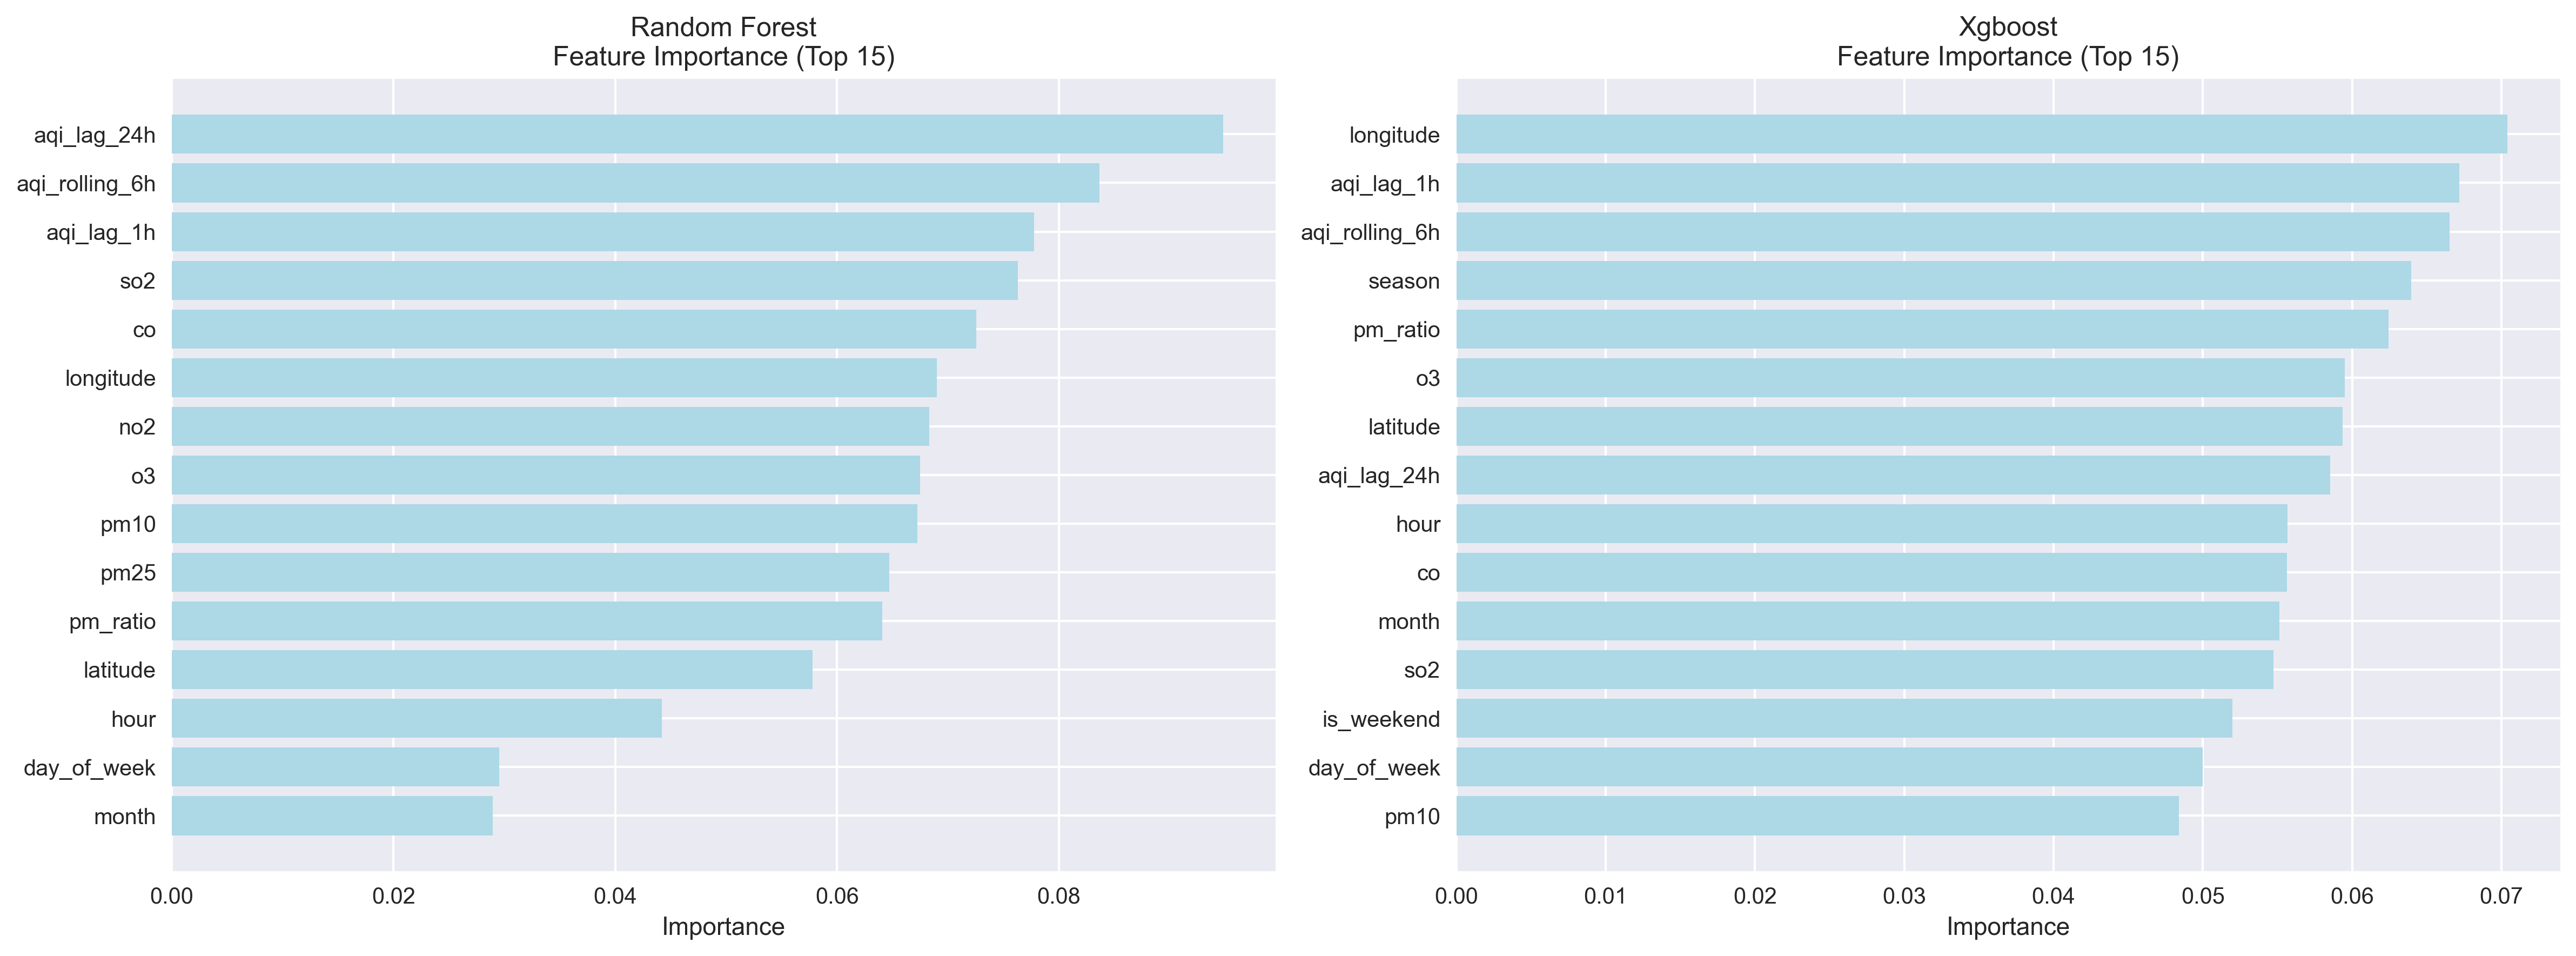 Random Forest
Feature Importance (Top 15)
aqi_lag_24h
aqi_rolling_6h
aqi_lag_1h
so2
co
longitude
no2
o3
pm10
pm25
pm_ratio
latitude
hour
day_of_week
month
0.00 0.02 0.04 0.06 0.08
Importance
Xgboost
Feature Importance (Top 15)
longitude
aqi_lag_1h
aqi_rolling_6h
season
pm_ratio
o3
latitude
aqi_lag_24h
hour
co
month
so2
is_weekend
day_of_week
pm10
0.00 0.01 0.02 0.03 0.04 0.05 0.06 0.07
Importance